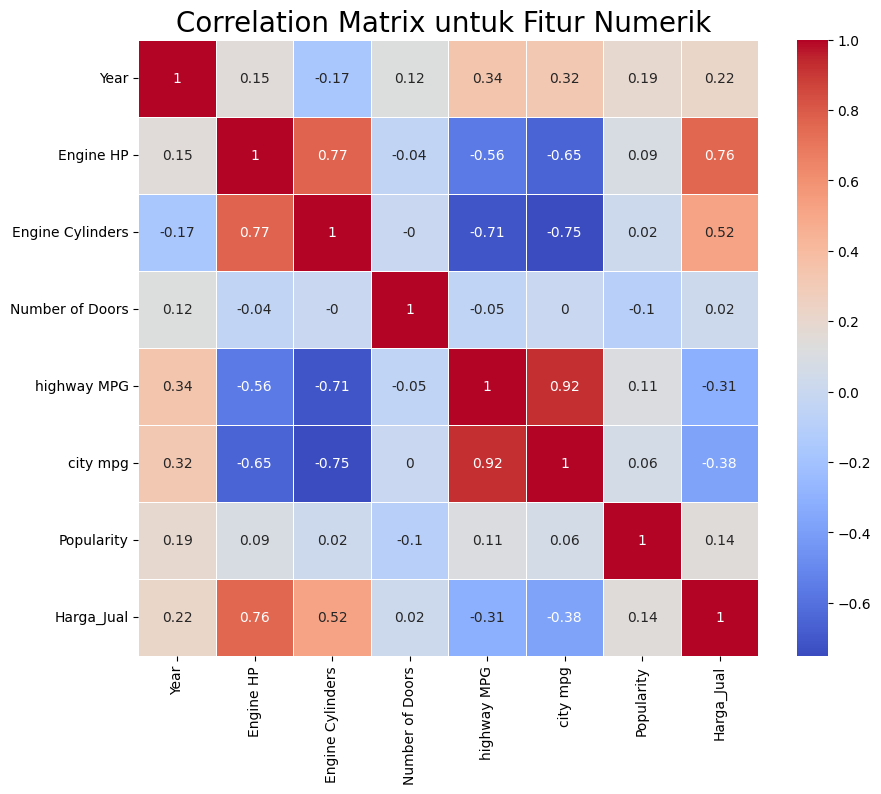 Correlation Matrix untuk Fitur Numerik
Year 1 0.15 -0.17 0.12 0.34 0.32 0.19 0.22
Engine HP 0.15 1 0.77 -0.04 -0.56 -0.65 0.09 0.76
Engine Cylinders -0.17 0.77 1 -0 -0.71 -0.75 0.02 0.52
Number of Doors 0.12 -0.04 -0 1 -0.05 0 -0.1 0.02
highway MPG 0.34 -0.56 -0.71 -0.05 1 0.92 0.11 -0.31
city mpg 0.32 -0.65 -0.75 0 0.92 1 0.06 -0.38
Popularity 0.19 0.09 0.02 -0.1 0.11 0.06 1 0.14
Harga_Jual 0.22 0.76 0.52 0.02 -0.31 -0.38 0.14 1
Year
Engine HP
Engine Cylinders
Number of Doors
highway MPG
city mpg
Popularity
Harga_Jual
1.0
0.8
0.6
0.4
0.2
0.0
−0.2
−0.4
−0.6